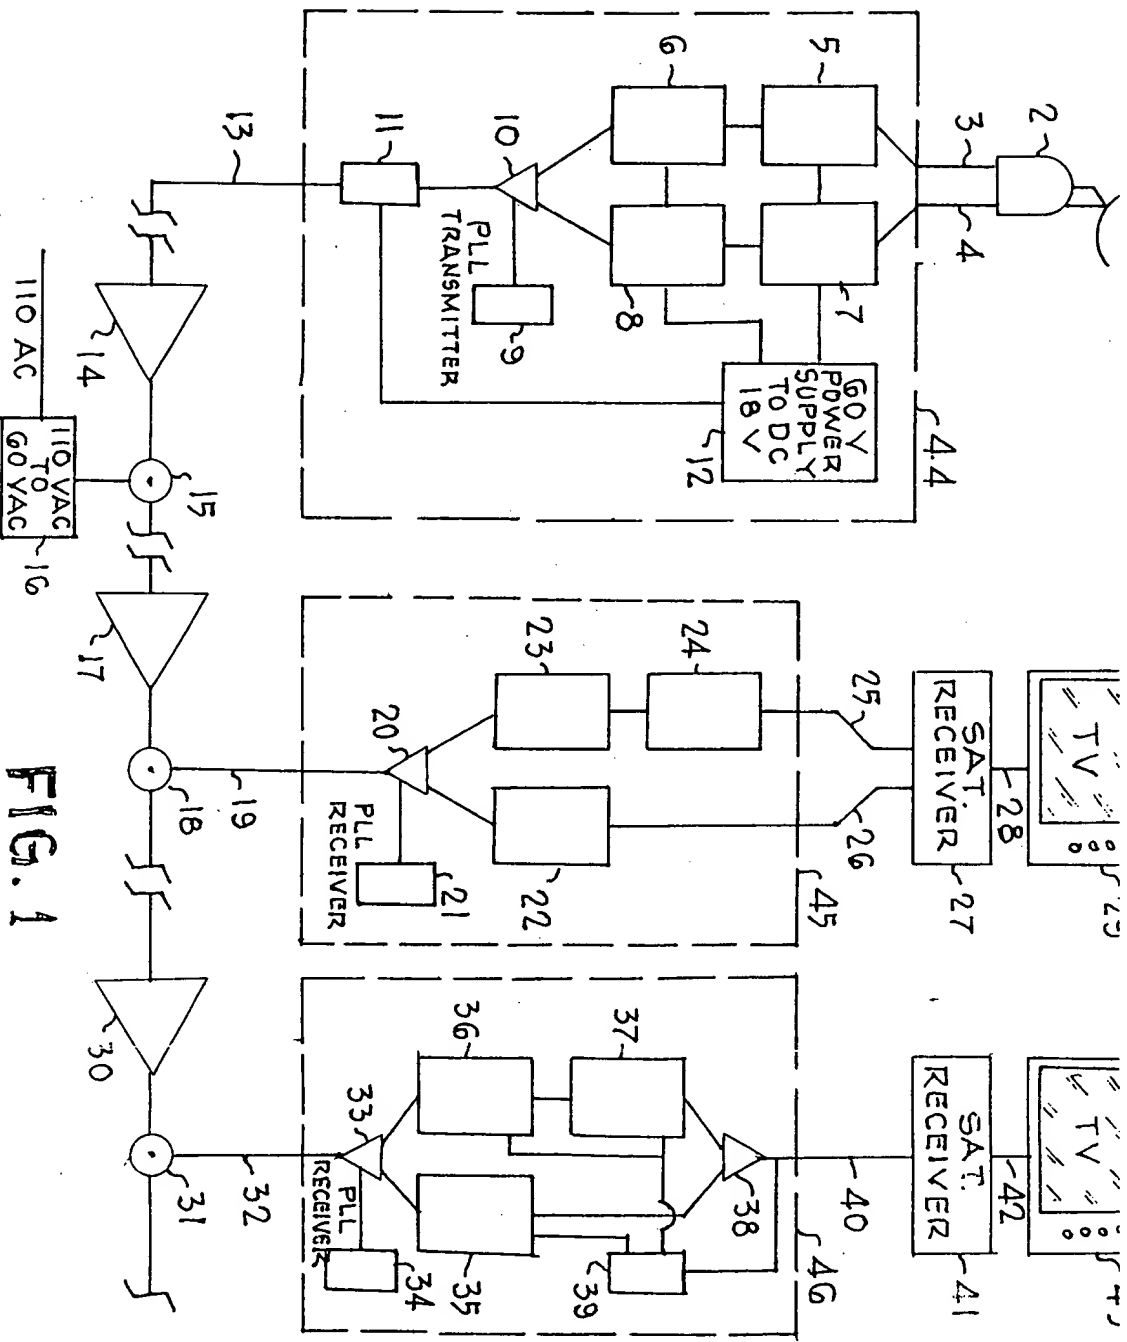 2
3
4
44
5
6
7
8
60 V
POWER
SUPPLY
TO DC
18 V
12
10
9
PLL
TRANSMITTER
11
13
14
15
110 AC
110 VAC
TO
60 VAC
16
17
18
19
TV
28
SAT.
RECEIVER
27
25
26
45
24
23
22
20
21
PLL
RECEIVER
TV
42
SAT.
RECEIVER
41
40
46
38
37
36
39
35
33
34
PLL
RECEIVER
32
30
31
FIG. 1